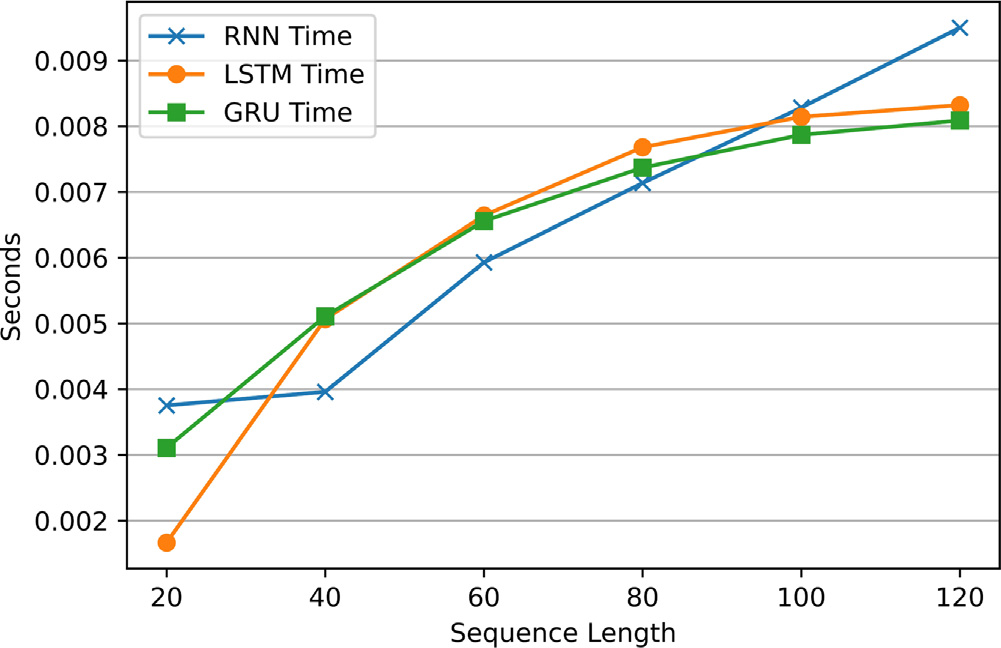 RNN Time
LSTM Time
GRU Time
0.009
0.008
0.007
0.006
0.005
0.004
0.003
0.002
Seconds
20 40 60 80 100 120
Sequence Length